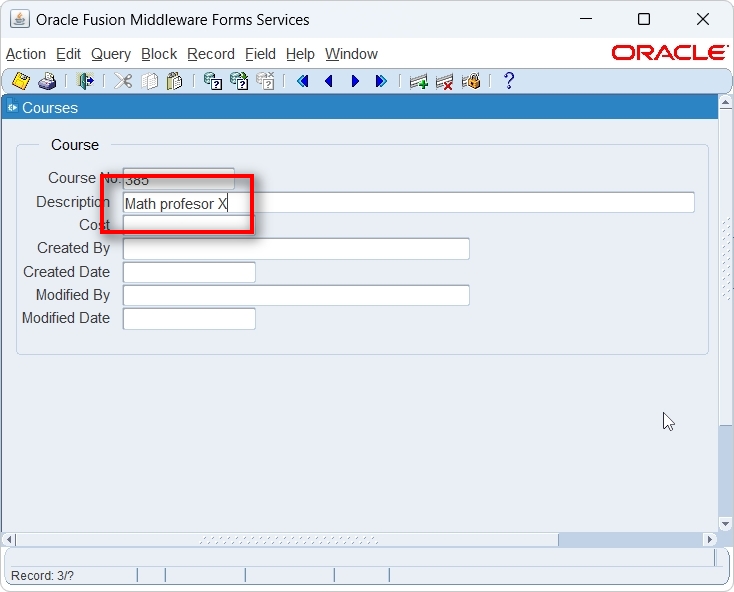 Oracle Fusion Middleware Forms Services
Action Edit Query Block Record Field Help Window
ORACLE
Courses
Course
Course No. 385
Description Math profesor X
Cost
Created By
Created Date
Modified By
Modified Date
Record: 3/?